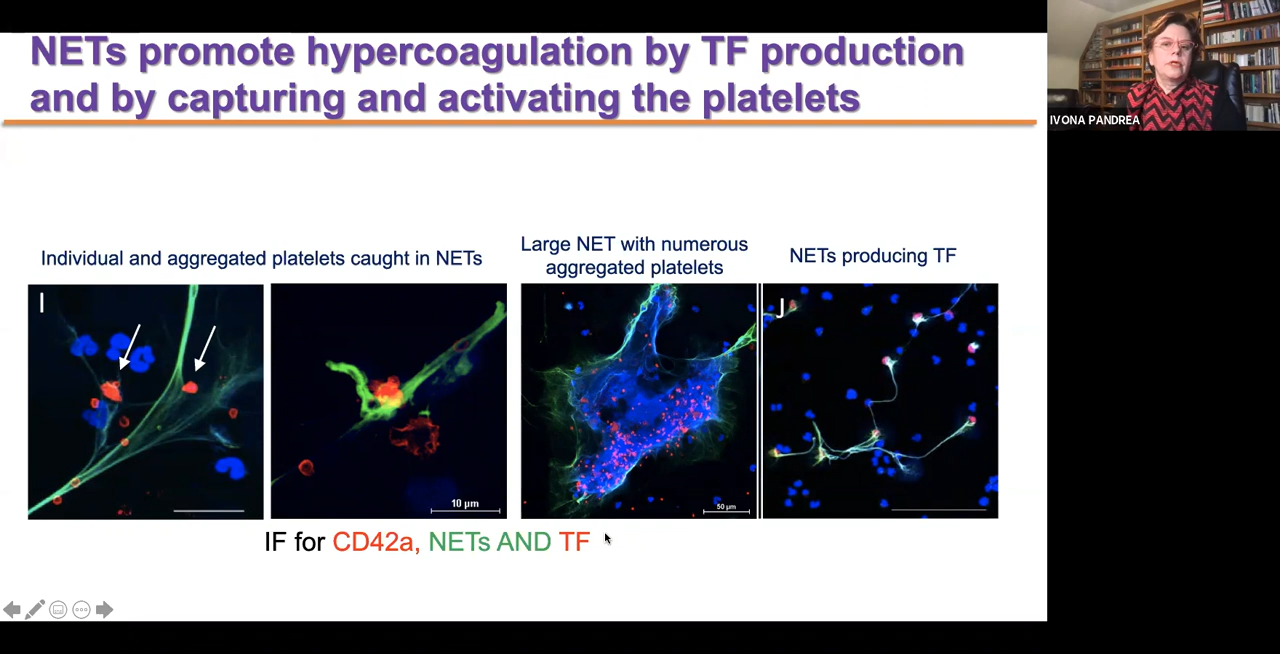 NETs promote hypercoagulation by TF production
and by capturing and activating the platelets
IVONA PANDREA
Individual and aggregated platelets caught in NETs
Large NET with numerous
aggregated platelets
NETs producing TF
I
J
10 µm
50 µm
IF for CD42a, NETs AND TF